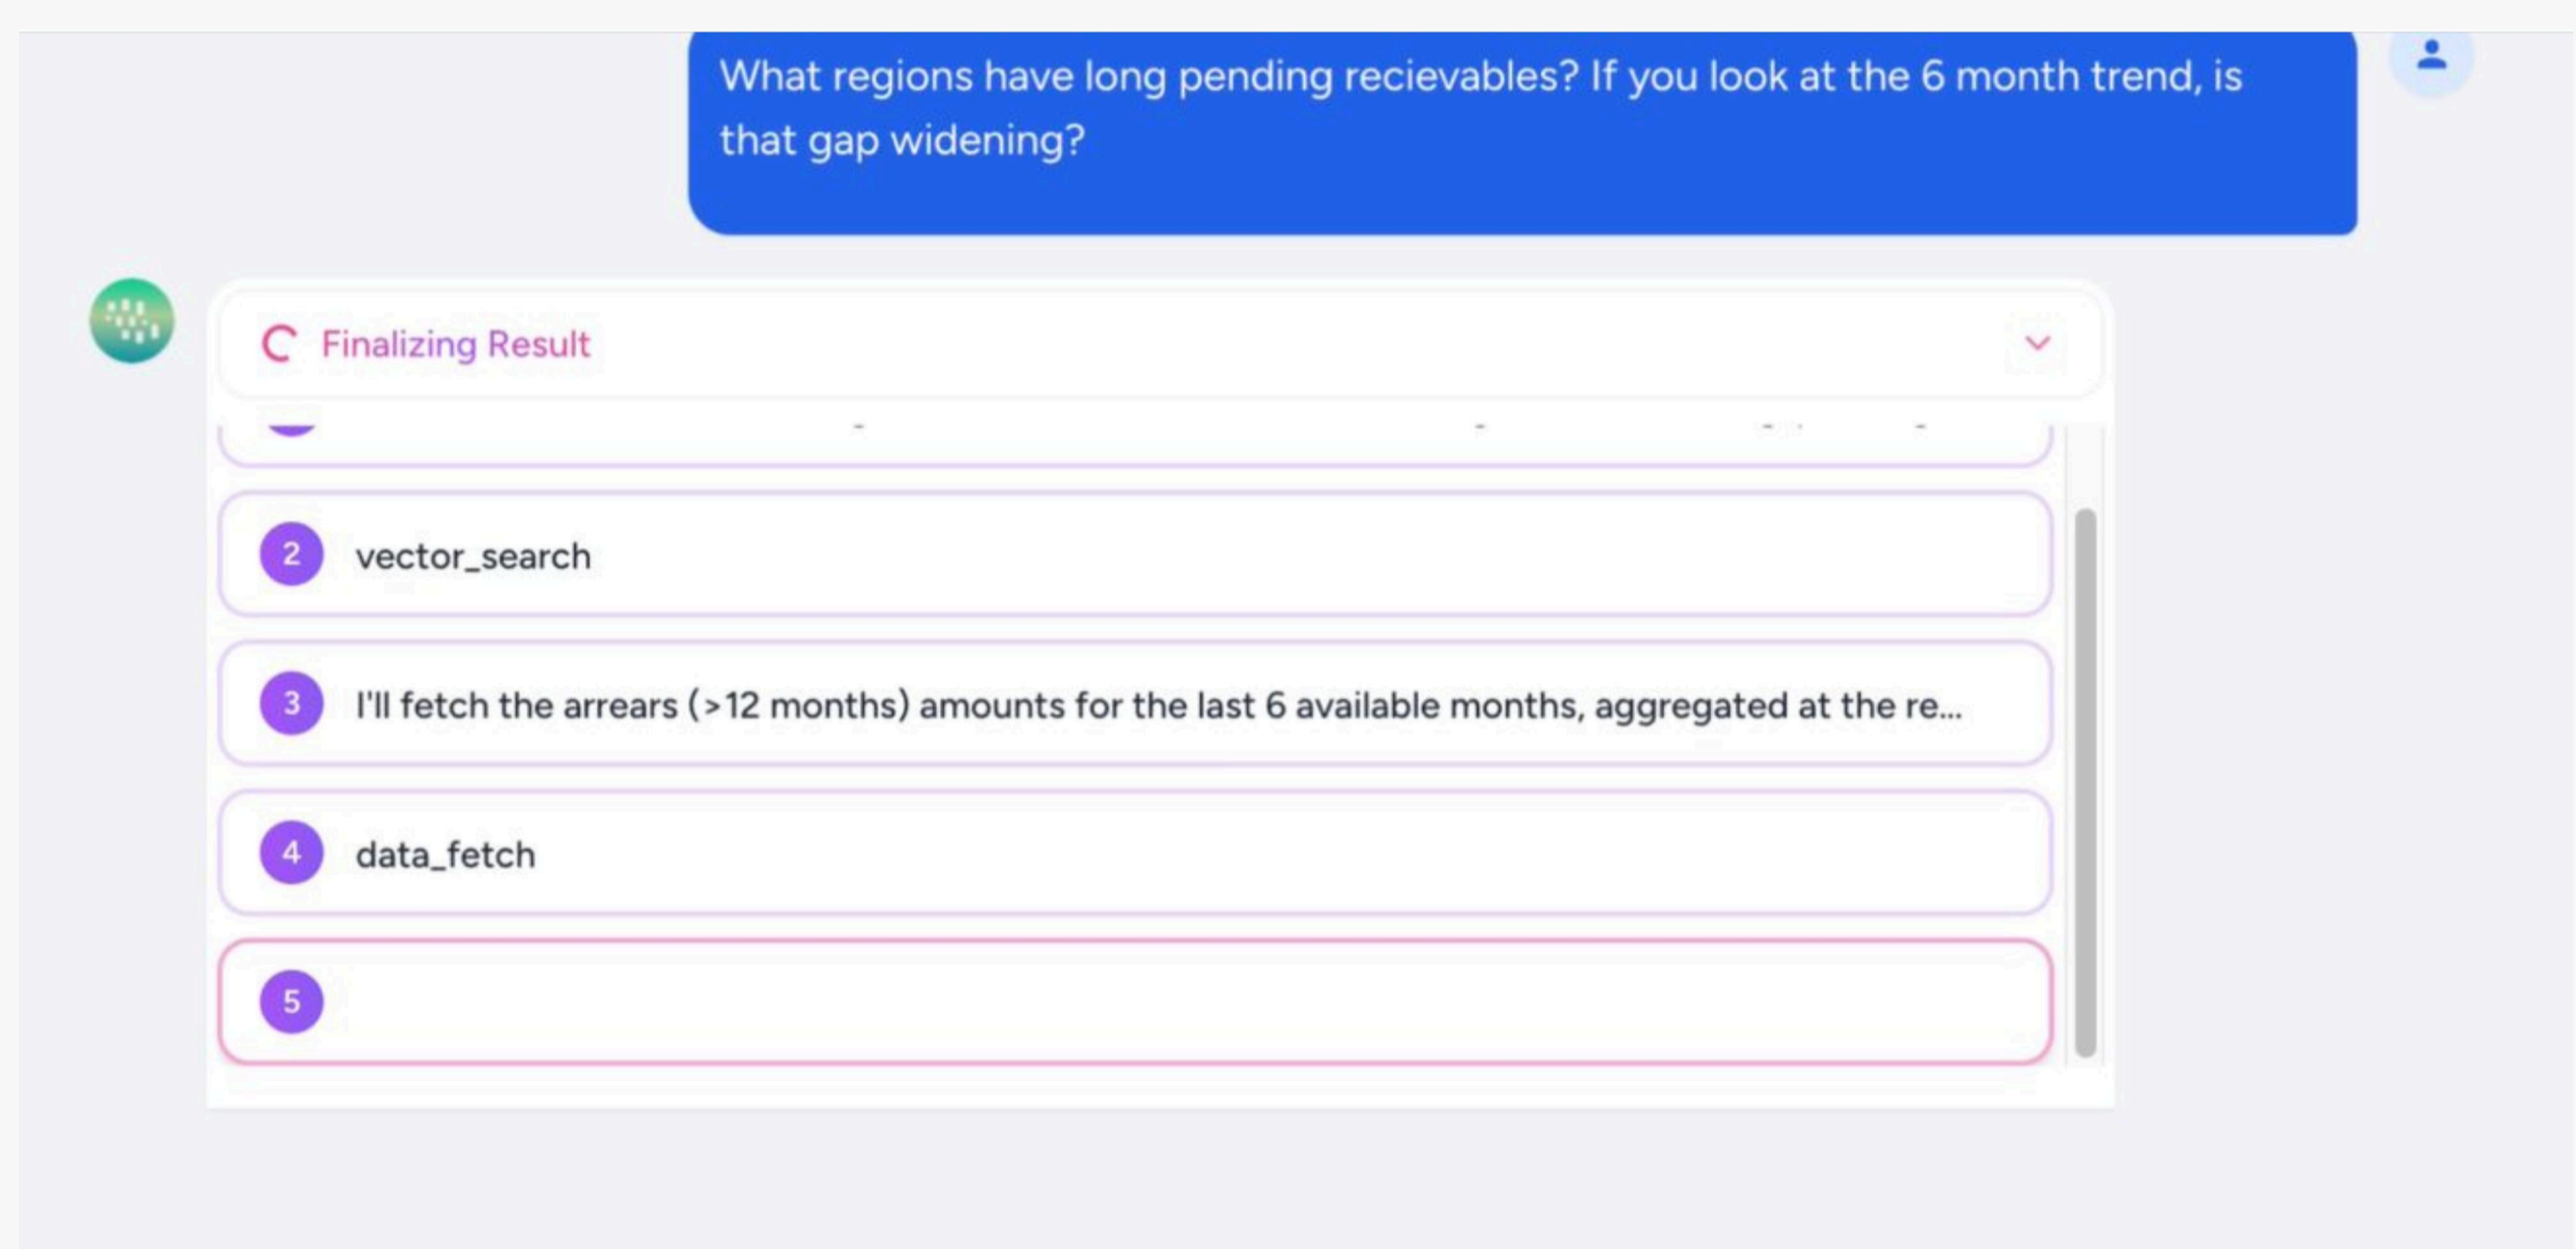 What regions have long pending recievables? If you look at the 6 month trend, is
that gap widening?
Finalizing Result
2 vector_search
3 I'll fetch the arrears (>12 months) amounts for the last 6 available months, aggregated at the re...
4 data_fetch
5